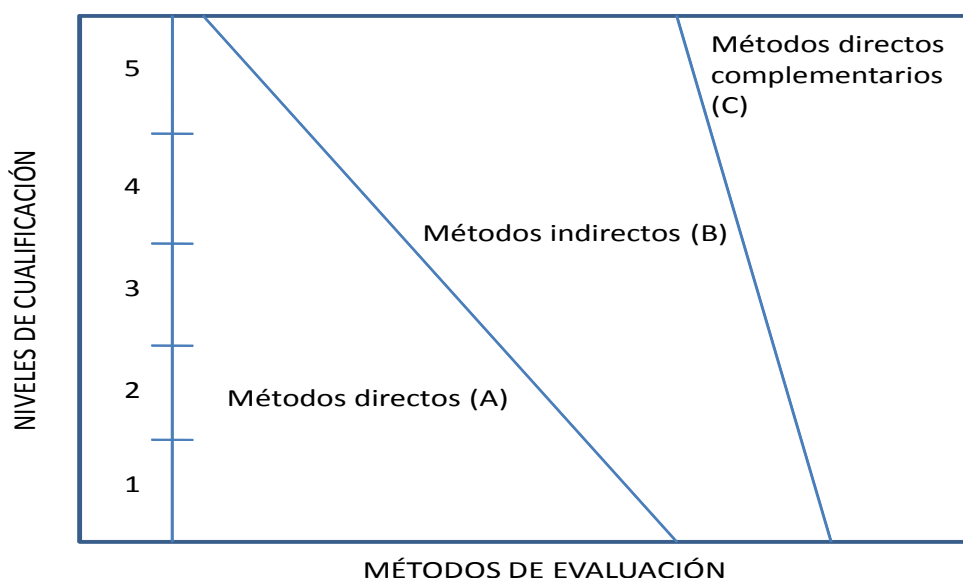 Métodos directos
complementarios
(C)
5
4
3
2
1
NIVELES DE CUALIFICACIÓN
Métodos indirectos (B)
Métodos directos (A)
MÉTODOS DE EVALUACIÓN